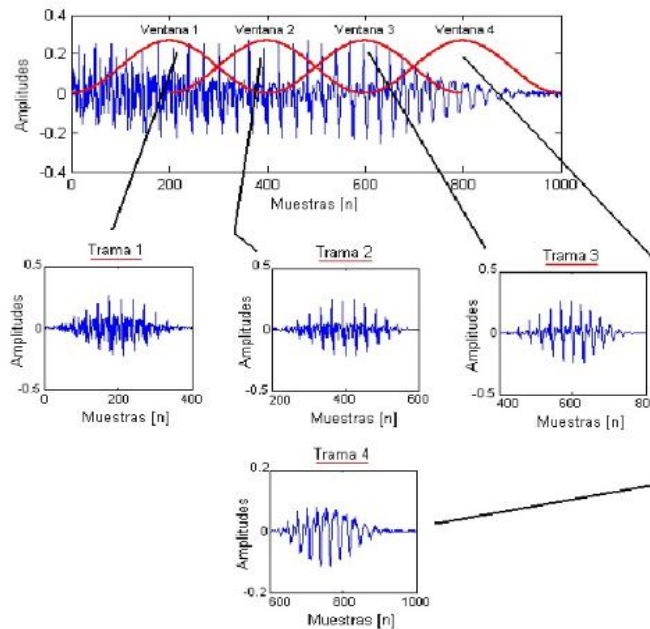 Ventana 1 Ventana 2 Ventana 3 Ventana 4
Amplitudes
0.4
0.2
0
-0.2
-0.4
0 200 400 600 800 1000
Muestras [n]
Trama 1
Amplitudes
0.5
0
-0.5
0 200 400
Muestras [n]
Trama 2
Amplitudes
0.5
0
-0.5
200 400 600
Muestras [n]
Trama 3
Amplitudes
0.5
0
-0.5
400 600 80
Muestras [n]
Trama 4
Amplitudes
0.2
0
-0.2
600 800 1000
Muestras [n]